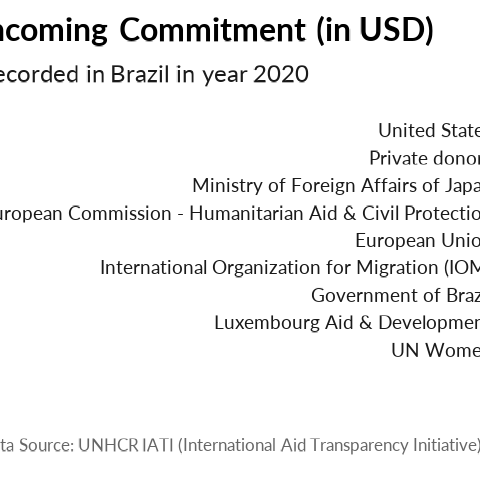 ncoming Commitment (in USD)
ecorded in Brazil in year 2020
United State
Private donor
Ministry of Foreign Affairs of Japa
uropean Commission - Humanitarian Aid & Civil Protectio
European Unio
International Organization for Migration (IOM
Government of Braz
Luxembourg Aid & Developmen
UN Wome
ta Source: UNHCR IATI (International Aid Transparency Initiative)